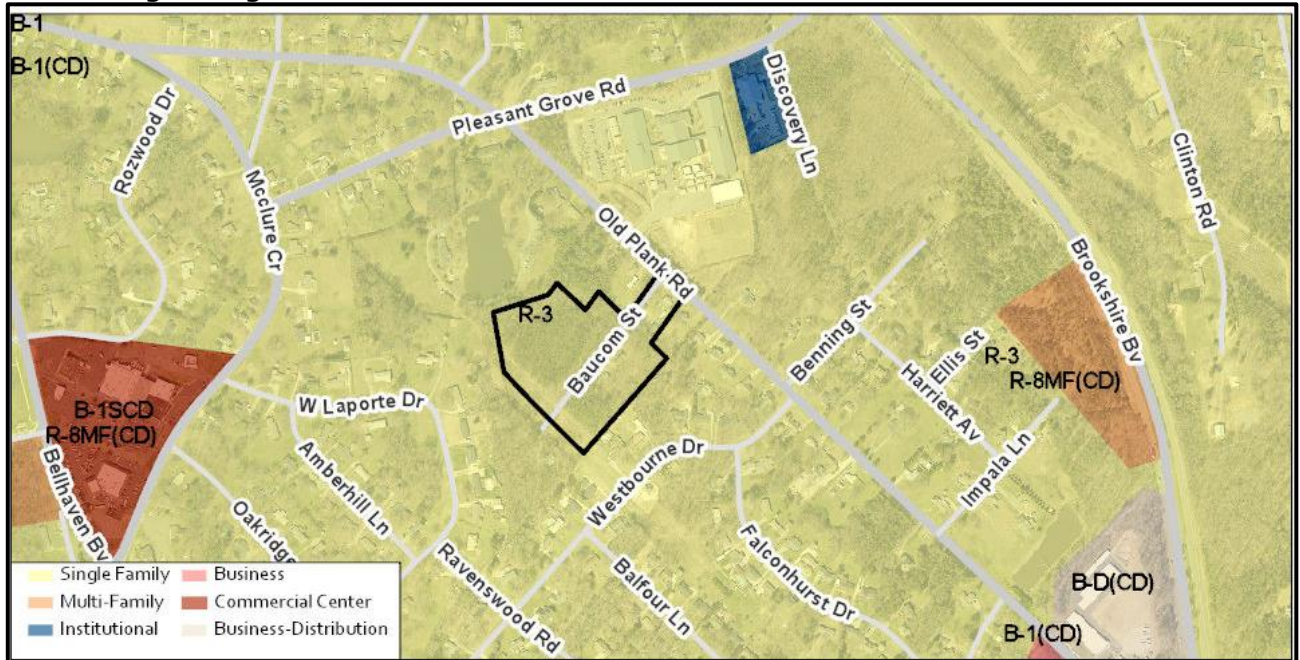 B-1
B-1(CD)
Rozwood Dr
Mcclure Cr
Pleasant Grove Rd
Discovery Ln
Clinton Rd
Old Plank Rd
Brookshire Bv
R-3
Baucom St
Benning St
Ellis St
Harriett Av
R-3
R-8MF(CD)
B-1SCD
R-8MF(CD)
W Laporte Dr
Impala Ln
Westbourne Dr
Amberhill Ln
Bellhaven Bv
Oakridge
Ravenswood Rd
Balfour Ln
Falconhurst Dr
B-D(CD)
B-1(CD)
Single Family
Business
Multi-Family
Commercial Center
Institutional
Business-Distribution